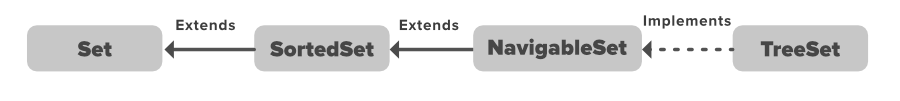 Extends
Extends
Implements
Set
SortedSet
NavigableSet
TreeSet